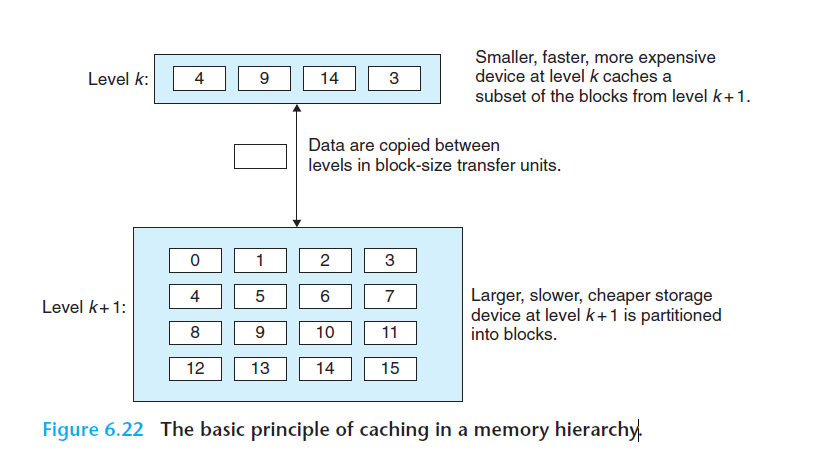 Level k:
4 9 14 3
Smaller, faster, more expensive
device at level k caches a
subset of the blocks from level k+1.
Data are copied between
levels in block-size transfer units.
Level k+1:
0 1 2 3
4 5 6 7
8 9 10 11
12 13 14 15
Larger, slower, cheaper storage
device at level k+1 is partitioned
into blocks.
Figure 6.22 The basic principle of caching in a memory hierarchy.